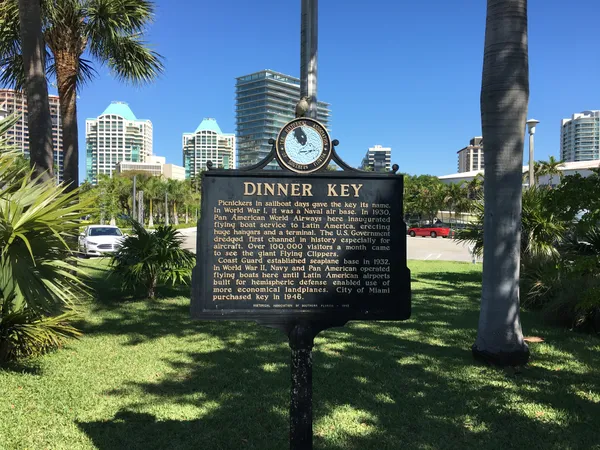 DINNER KEY
Picnickers in sailboat days gave the key its name.
In World War I, it was a Naval air base. In 1930,
Pan American World Airways here inaugurated
flying boat service to Latin America, erecting
huge hangars and a terminal. The U.S. Government
dredged first channel in history especially for
aircraft. Over 100,000 visitors a month came
to see the giant Flying Clippers.
Coast Guard established seaplane base in 1932.
In World War II, Navy and Pan American operated
flying boats here until Latin American airports
built for hemispheric defense enabled use of
more economical landplanes. City of Miami
purchased key in 1946.
HISTORICAL ASSOCIATION OF SOUTHERN FLORIDA